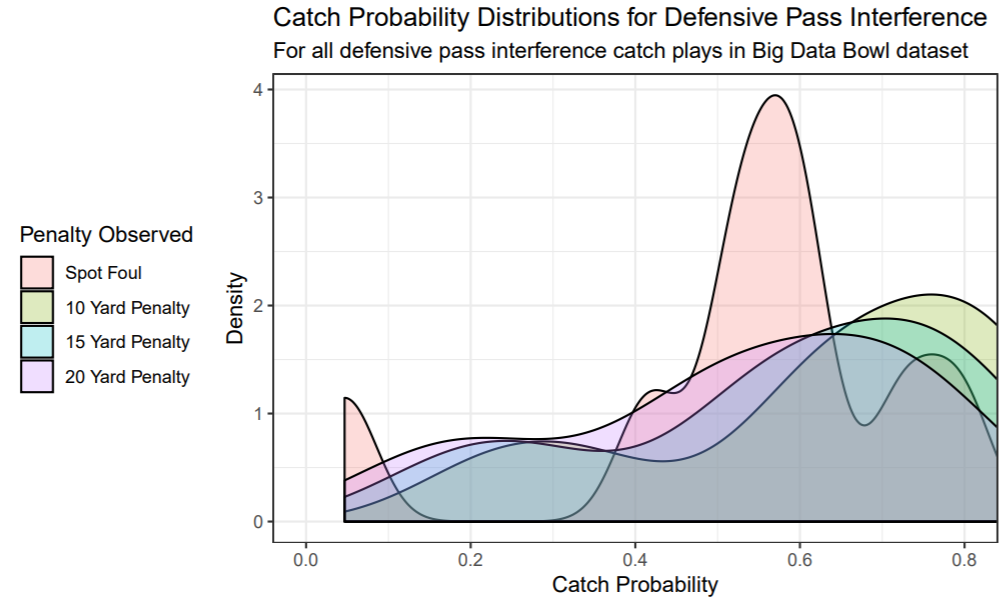 Catch Probability Distributions for Defensive Pass Interference
For all defensive pass interference catch plays in Big Data Bowl dataset
4
3
2
1
0
Density
0.0 0.2 0.4 0.6 0.8
Catch Probability
Penalty Observed
Spot Foul
10 Yard Penalty
15 Yard Penalty
20 Yard Penalty